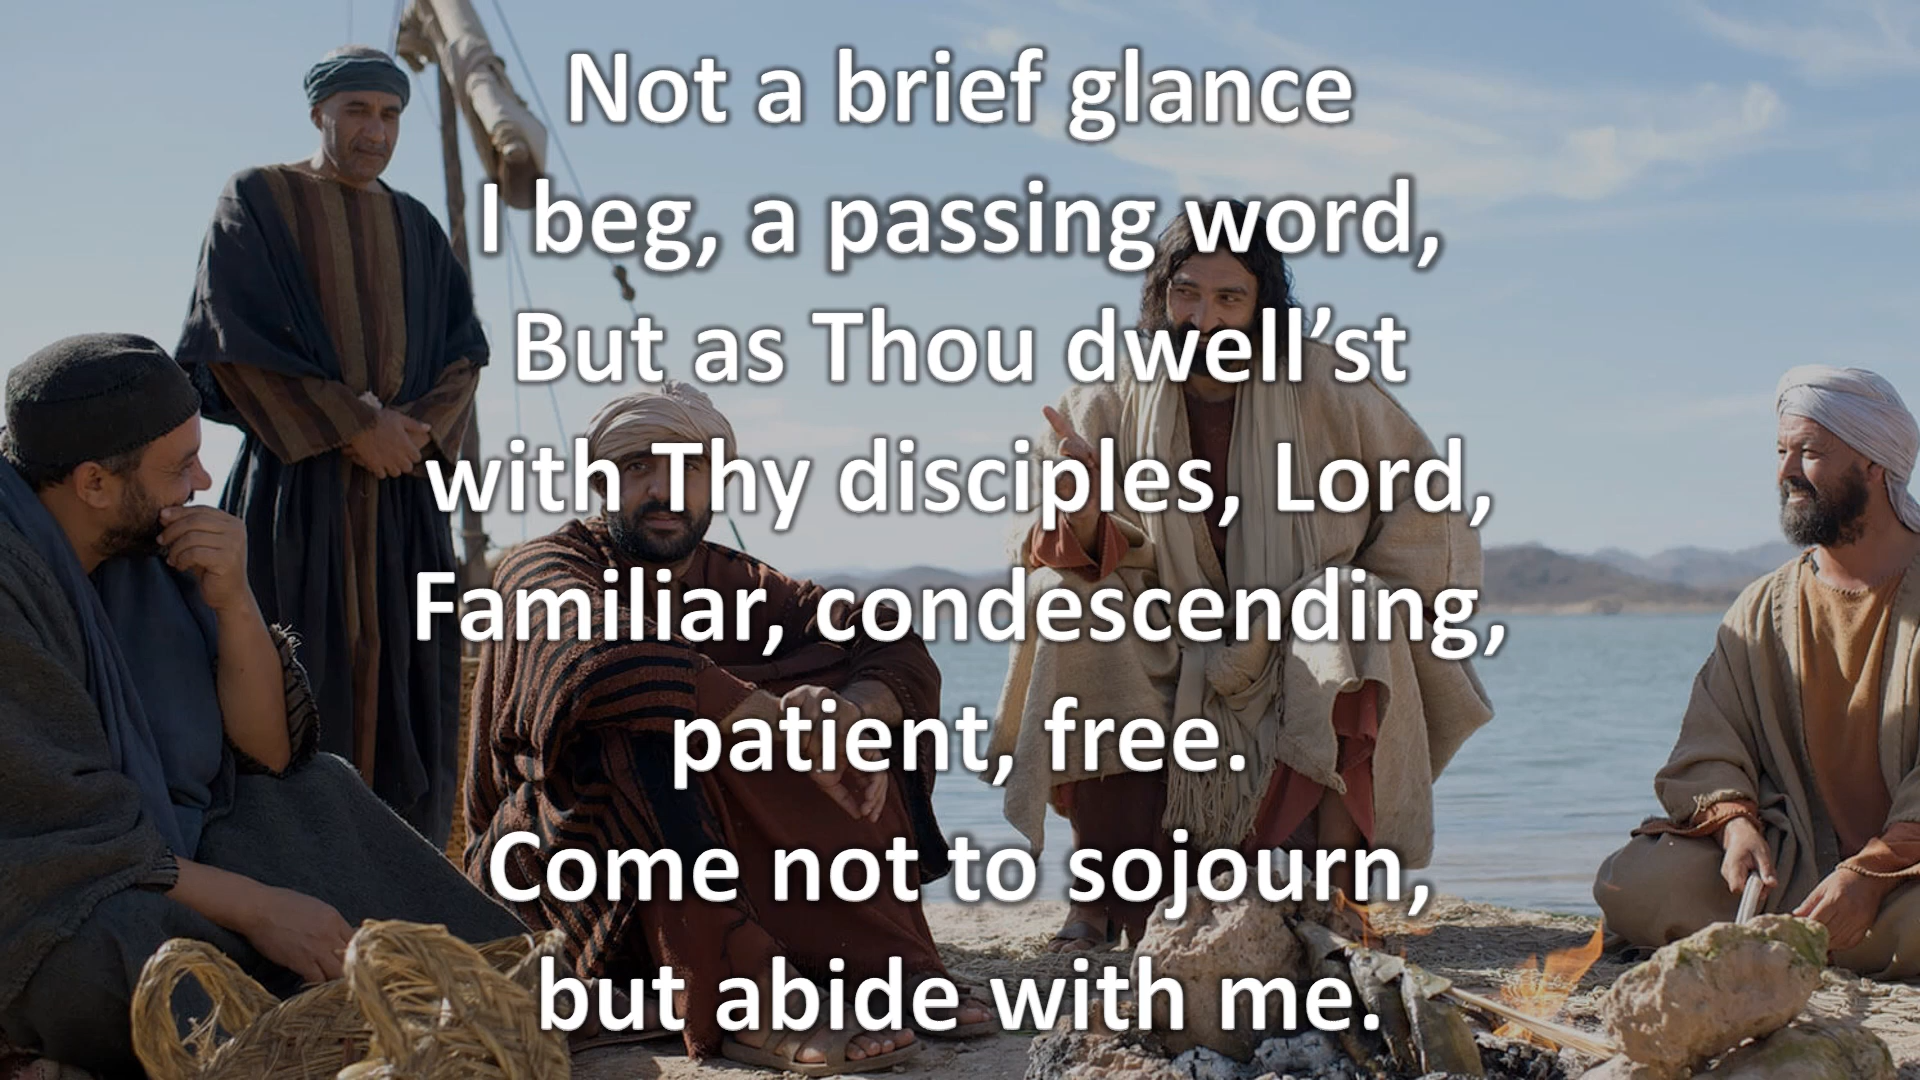 Not a brief glance
I beg, a passing word,
But as Thou dwell’st
with Thy disciples, Lord,
Familiar, condescending,
patient, free.
Come not to sojourn,
but abide with me.